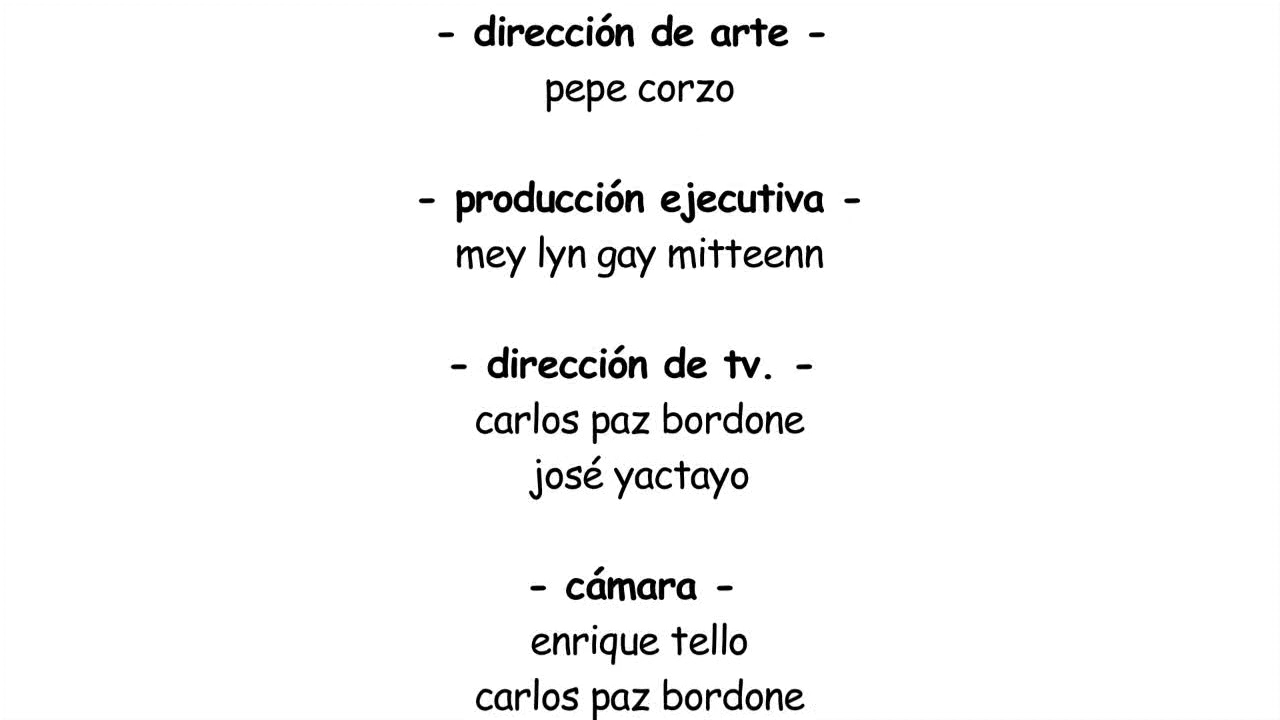 - dirección de arte -
pepe corzo
- producción ejecutiva -
mey lyn gay mitteenn
- dirección de tv. -
carlos paz bordone
josé yactayo
- cámara -
enrique tello
carlos paz bordone